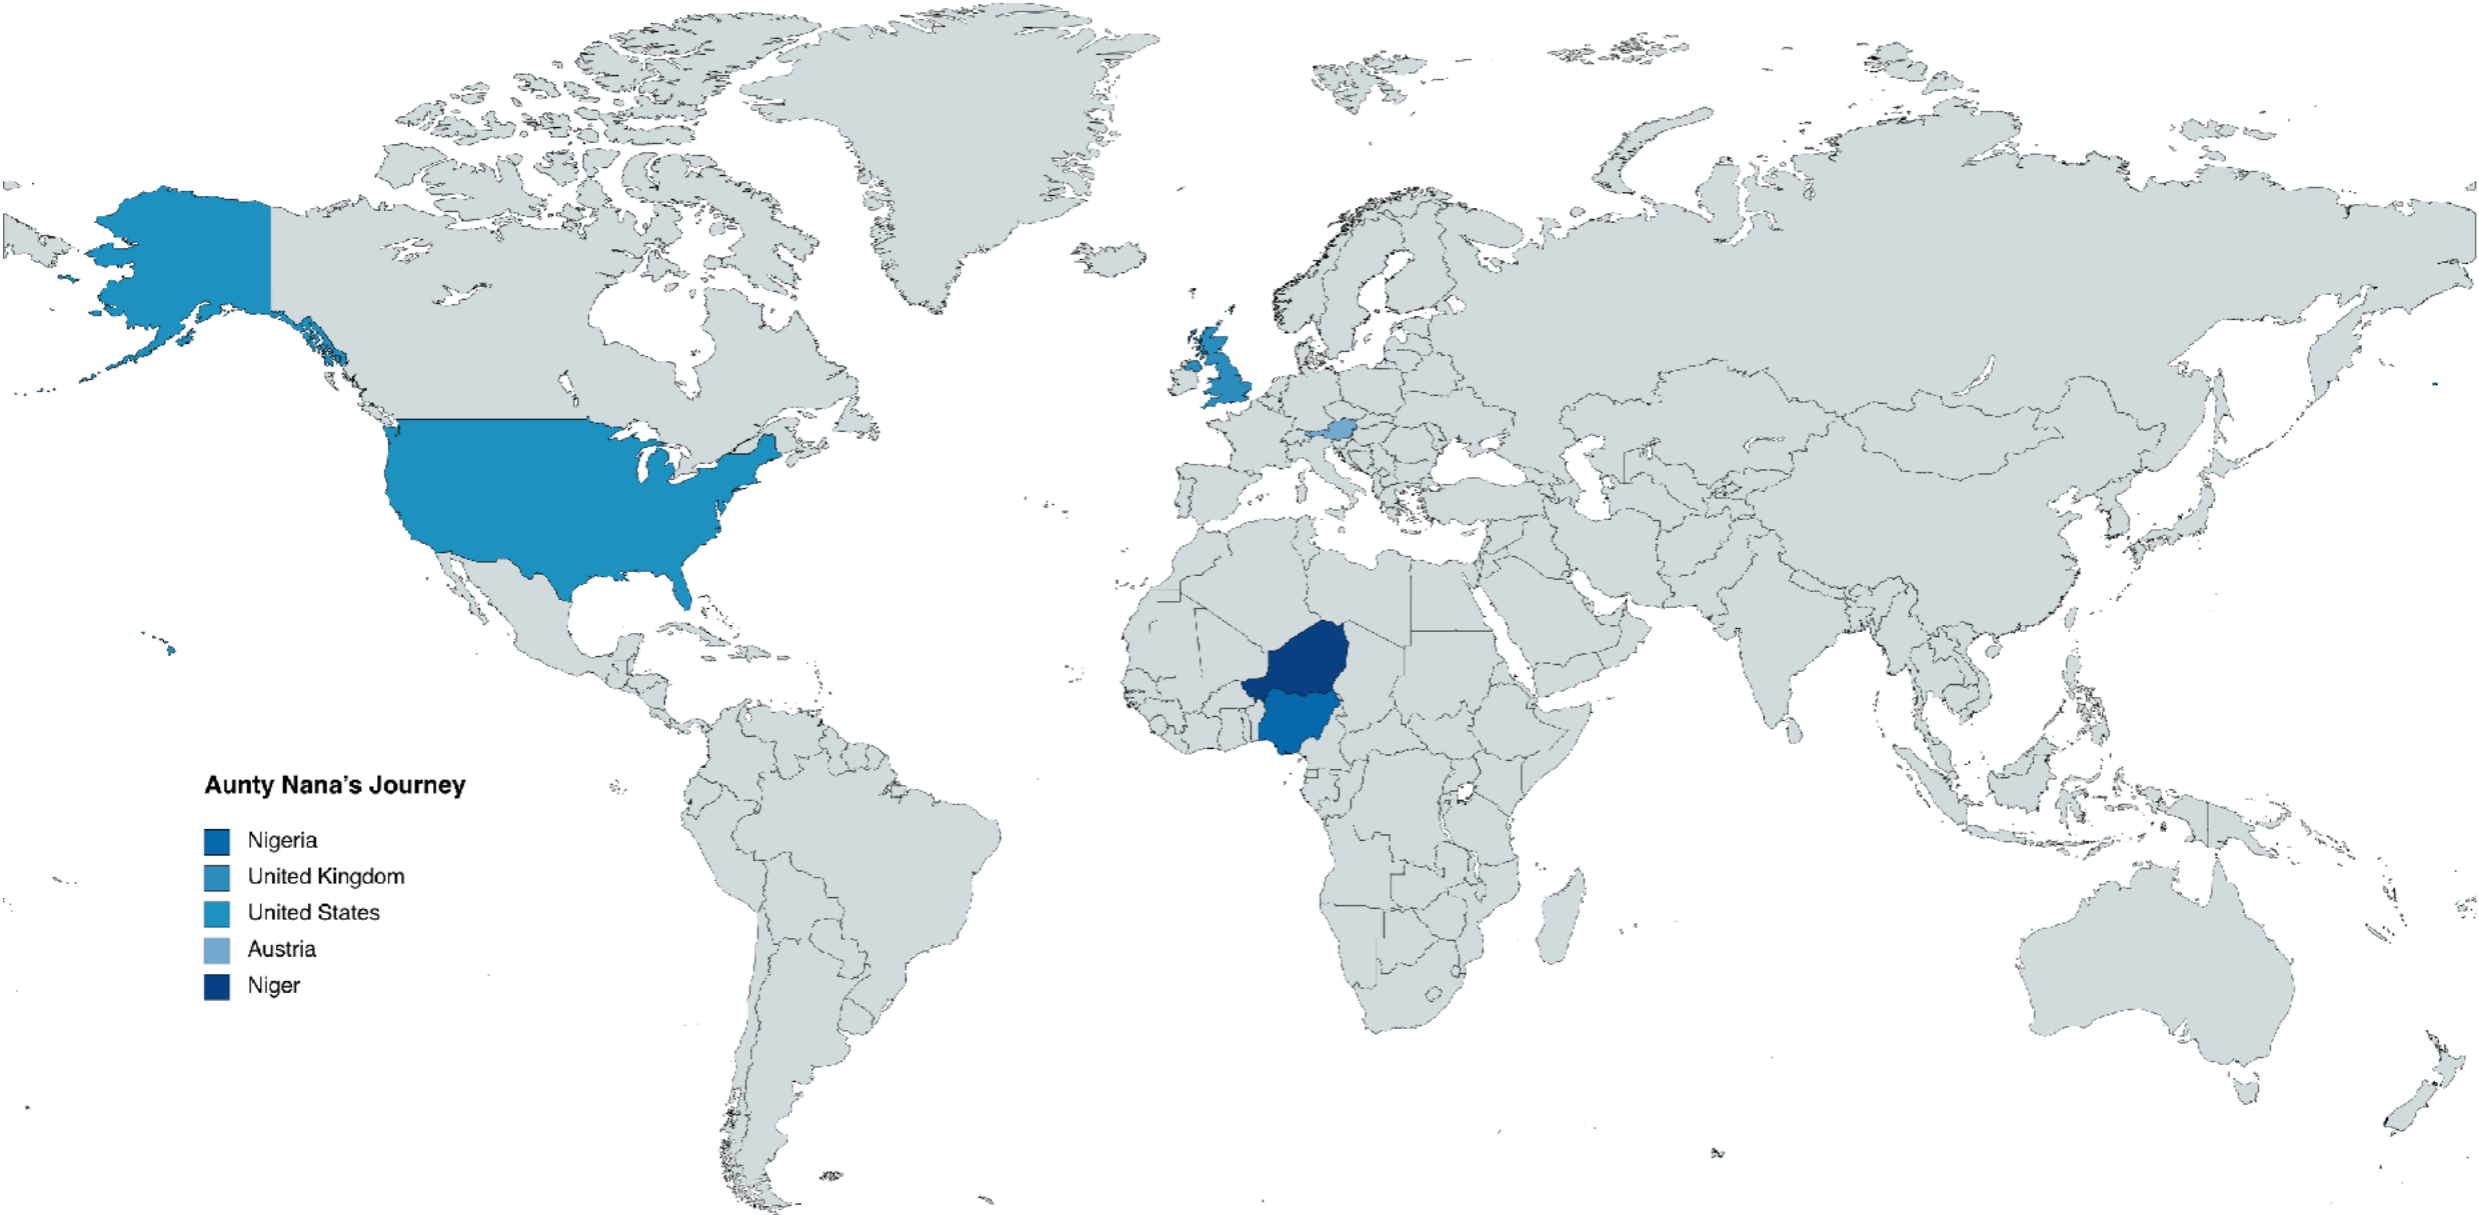 Aunty Nana's Journey
Nigeria
United Kingdom
United States
Austria
Niger